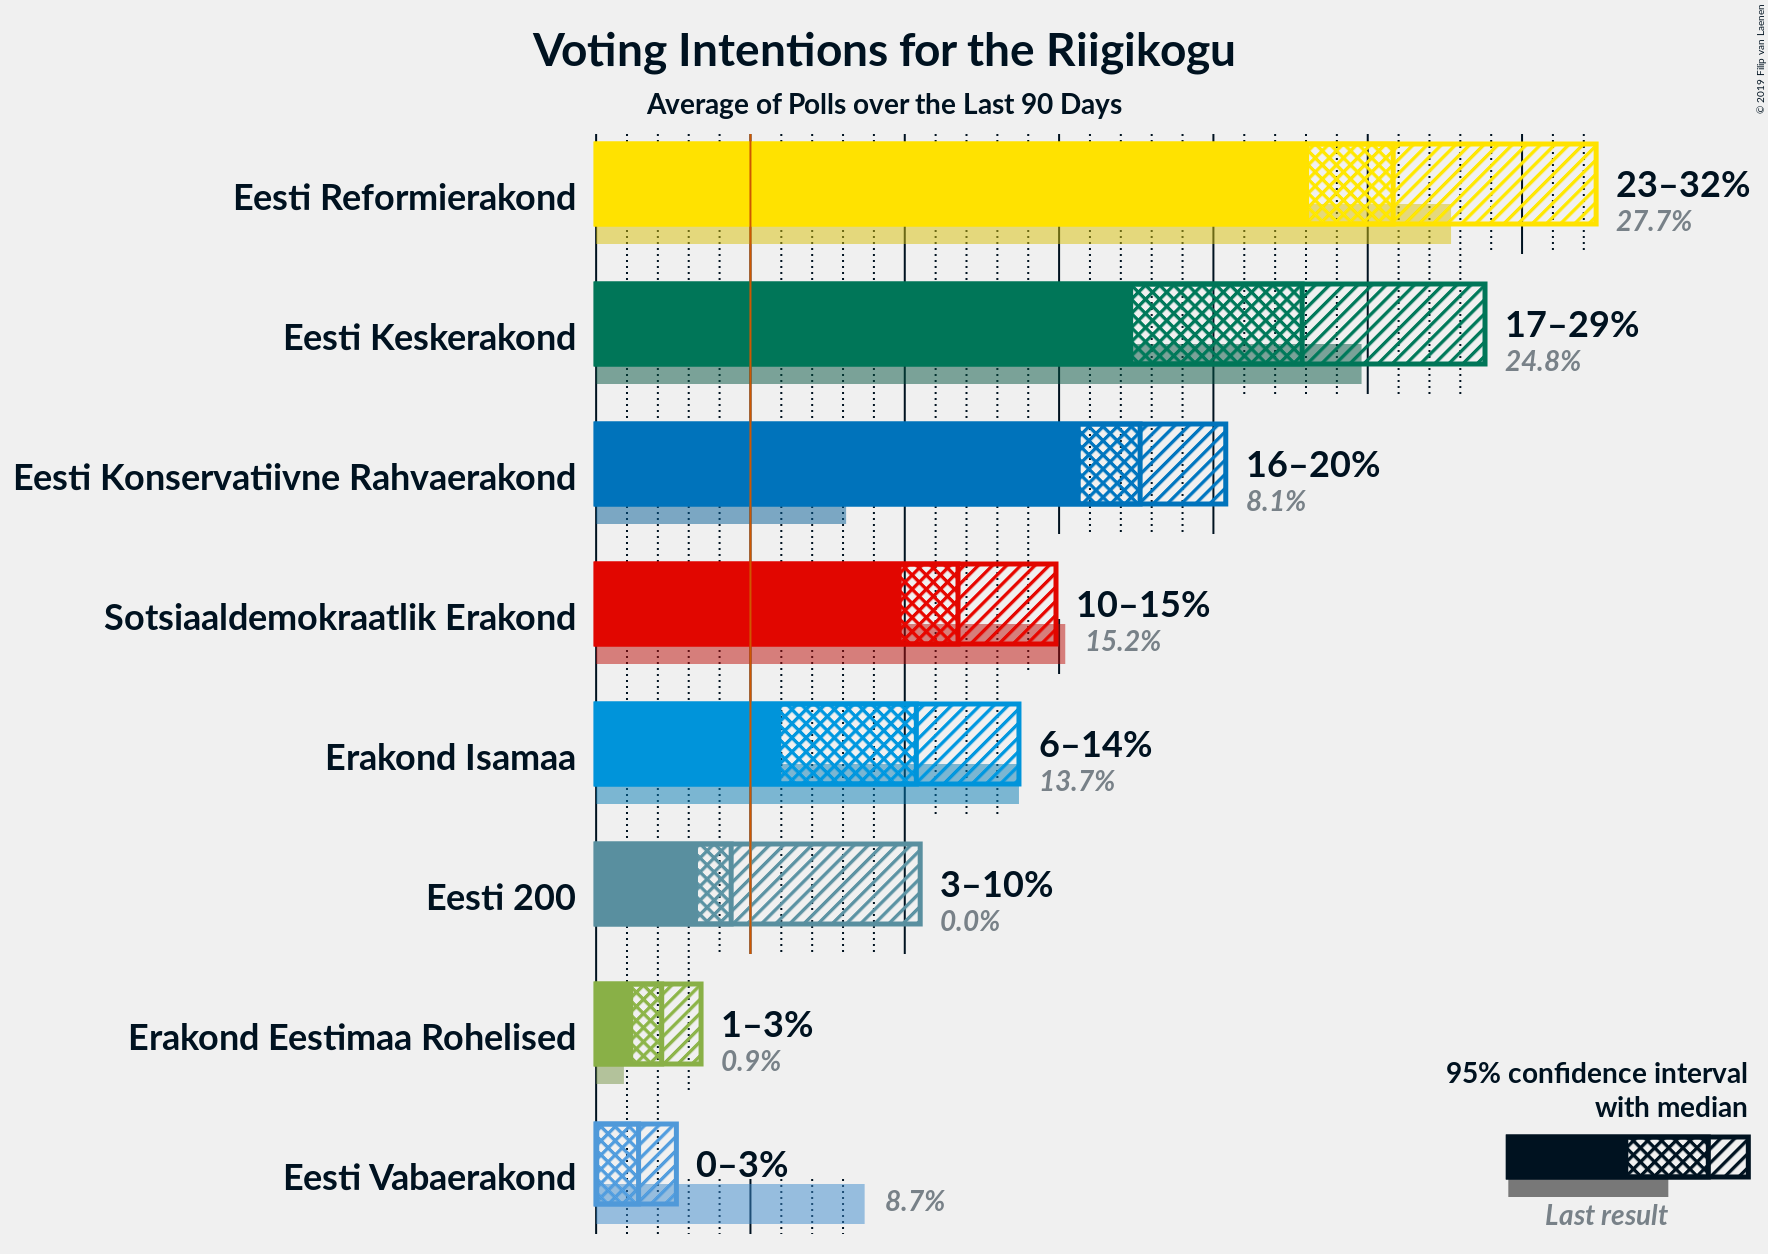 Voting Intentions for the Riigikogu
Average of Polls over the Last 90 Days
© 2019 Filip van Laenen
Eesti Reformierakond
23–32%
27.7%
Eesti Keskerakond
17–29%
24.8%
Eesti Konservatiivne Rahvaerakond
16–20%
8.1%
Sotsiaaldemokraatlik Erakond
10–15%
15.2%
Erakond Isamaa
6–14%
13.7%
Eesti 200
3–10%
0.0%
Erakond Eestimaa Rohelised
1–3%
0.9%
Eesti Vabaerakond
0–3%
8.7%
95% confidence interval
with median
Last result